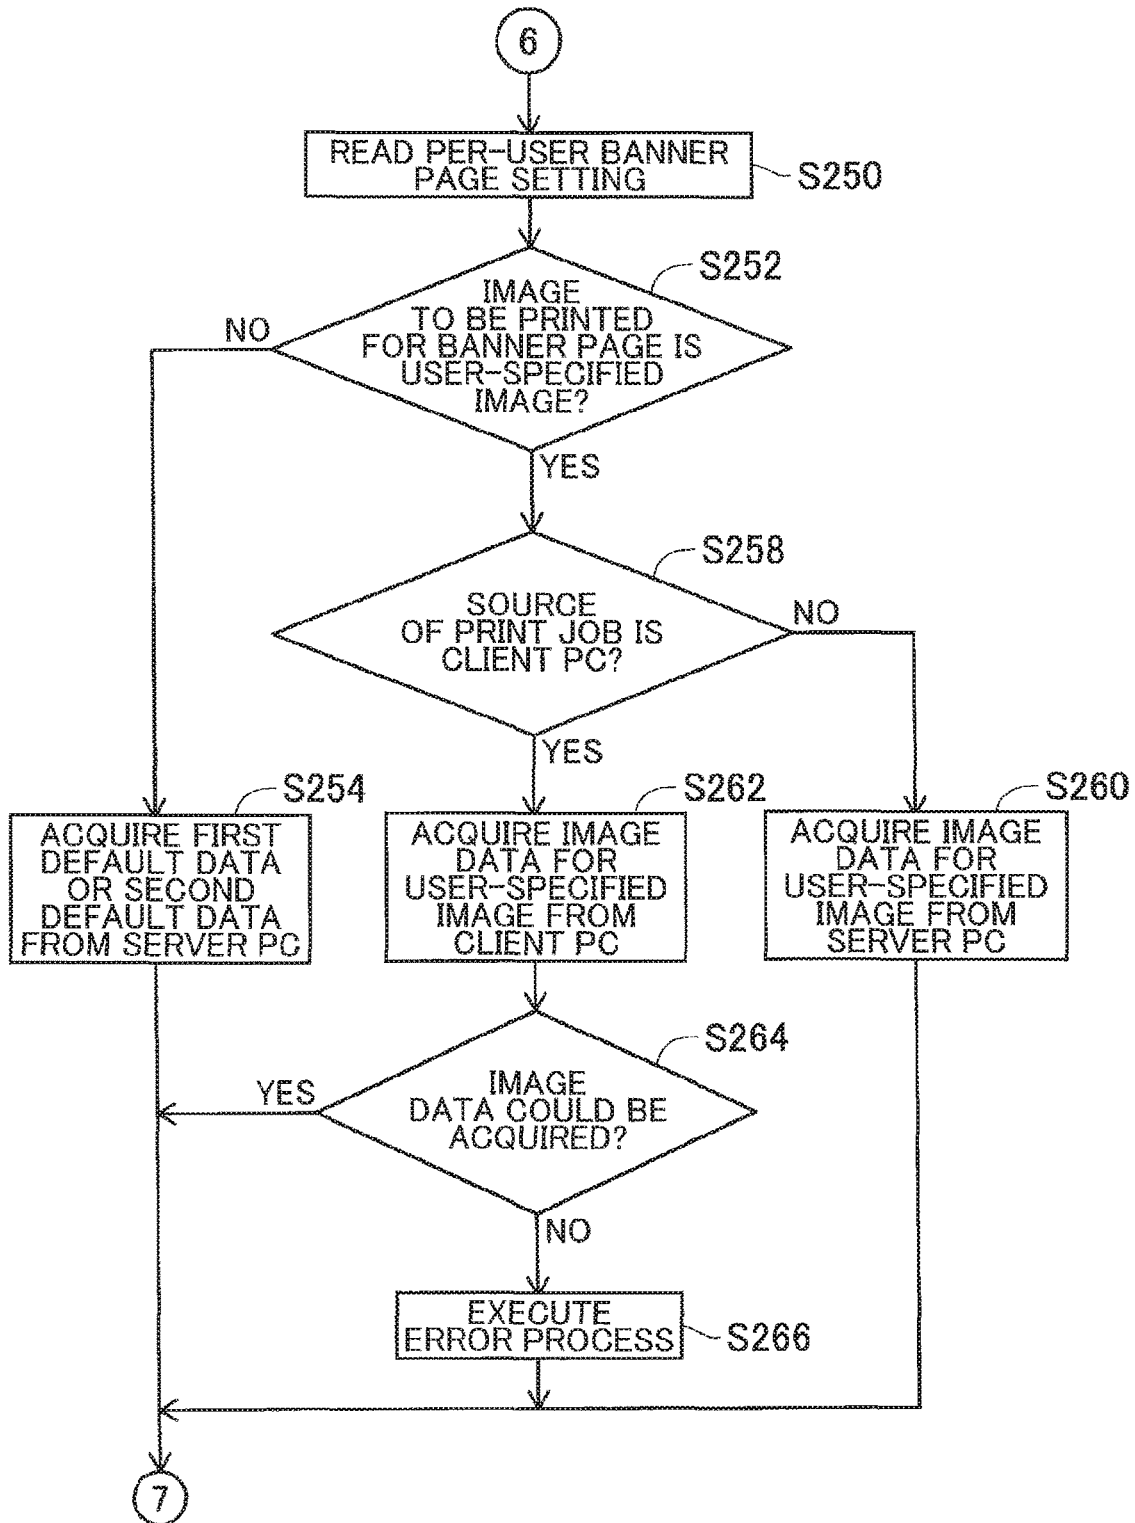 6
READ PER-USER BANNER
PAGE SETTING
S250
S252
IMAGE
TO BE PRINTED
FOR BANNER PAGE IS
USER-SPECIFIED
IMAGE?
NO
YES
S258
SOURCE
OF PRINT JOB IS
CLIENT PC?
NO
YES
S254
ACQUIRE FIRST
DEFAULT DATA
OR SECOND
DEFAULT DATA
FROM SERVER PC
S262
ACQUIRE IMAGE
DATA FOR
USER-SPECIFIED
IMAGE FROM
CLIENT PC
S260
ACQUIRE IMAGE
DATA FOR
USER-SPECIFIED
IMAGE FROM
SERVER PC
S264
IMAGE
DATA COULD BE
ACQUIRED?
YES
NO
EXECUTE
ERROR PROCESS
S266
7